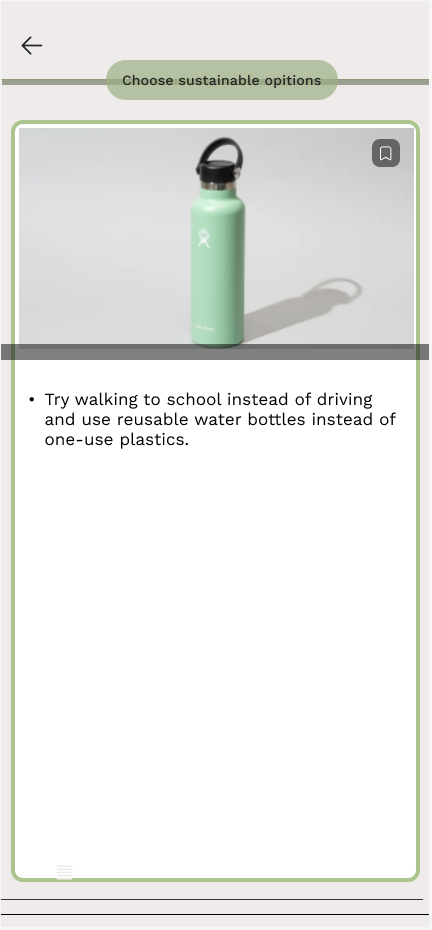 Choose sustainable opitions
• Try walking to school instead of driving
and use reusable water bottles instead of
one-use plastics.